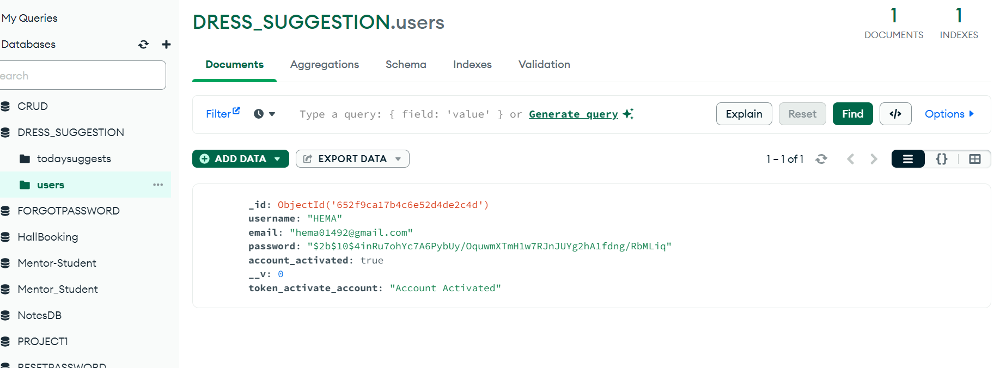 My Queries
Databases
earch
CRUD
DRESS_SUGGESTION
todaysuggests
users
FORGOTPASSWORD
HallBooking
Mentor-Student
Mentor_Student
NotesDB
PROJECT1
RESETPASSWORD
DRESS_SUGGESTION.users
1 DOCUMENTS
1 INDEXES
Documents Aggregations Schema Indexes Validation
Filter Type a query: { field: 'value' } or Generate query Explain Reset Find </> Options
ADD DATA EXPORT DATA 1 – 1 of 1 {}
_id: ObjectId('652f9ca17b4c6e52d4de2c4d')
username: "HEMA"
email: "hema01492@gmail.com"
password: "$2b$10$4inRu7ohYc7A6PybUy/OquwmXTmH1w7RJnJUYg2hA1fdng/RbMLiq"
account_activated: true
__v: 0
token_activate_account: "Account Activated"